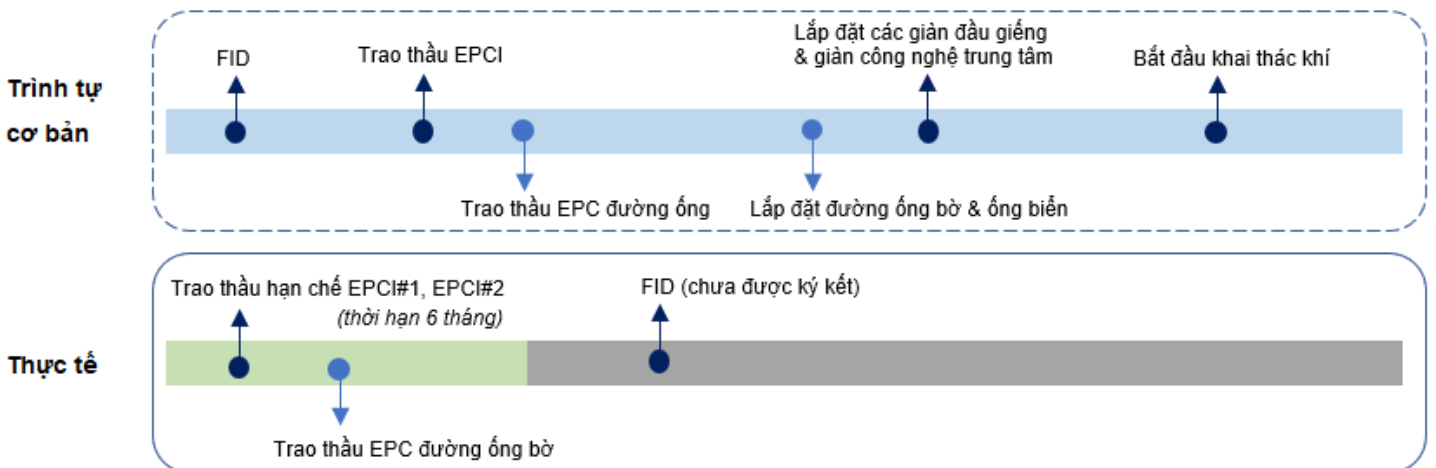 Trình tự
cơ bản
FID
Trao thầu EPCI
Lắp đặt các giàn đầu giếng
& giàn công nghệ trung tâm
Bắt đầu khai thác khí
Trao thầu EPC đường ống
Lắp đặt đường ống bờ & ống biển
Thực tế
Trao thầu hạn chế EPCI#1, EPCI#2
(thời hạn 6 tháng)
FID (chưa được ký kết)
Trao thầu EPC đường ống bờ